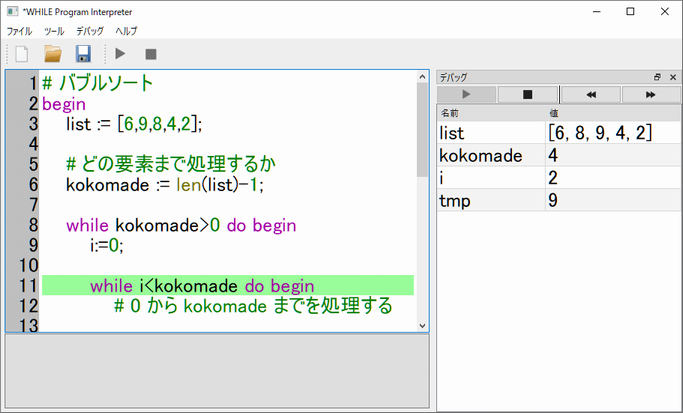 *WHILE Program Interpreter
ファイル ツール デバッグ ヘルプ
1 # バブルソート
2 begin
3 list := [6,9,8,4,2];
4
5 # どの要素まで処理するか
6 kokomade := len(list)-1;
7
8 while kokomade>0 do begin
9 i:=0;
10
11 while i<kokomade do begin
12 # 0 から kokomade までを処理する
13
デバッグ
名前 値
list [6, 8, 9, 4, 2]
kokomade 4
i 2
tmp 9